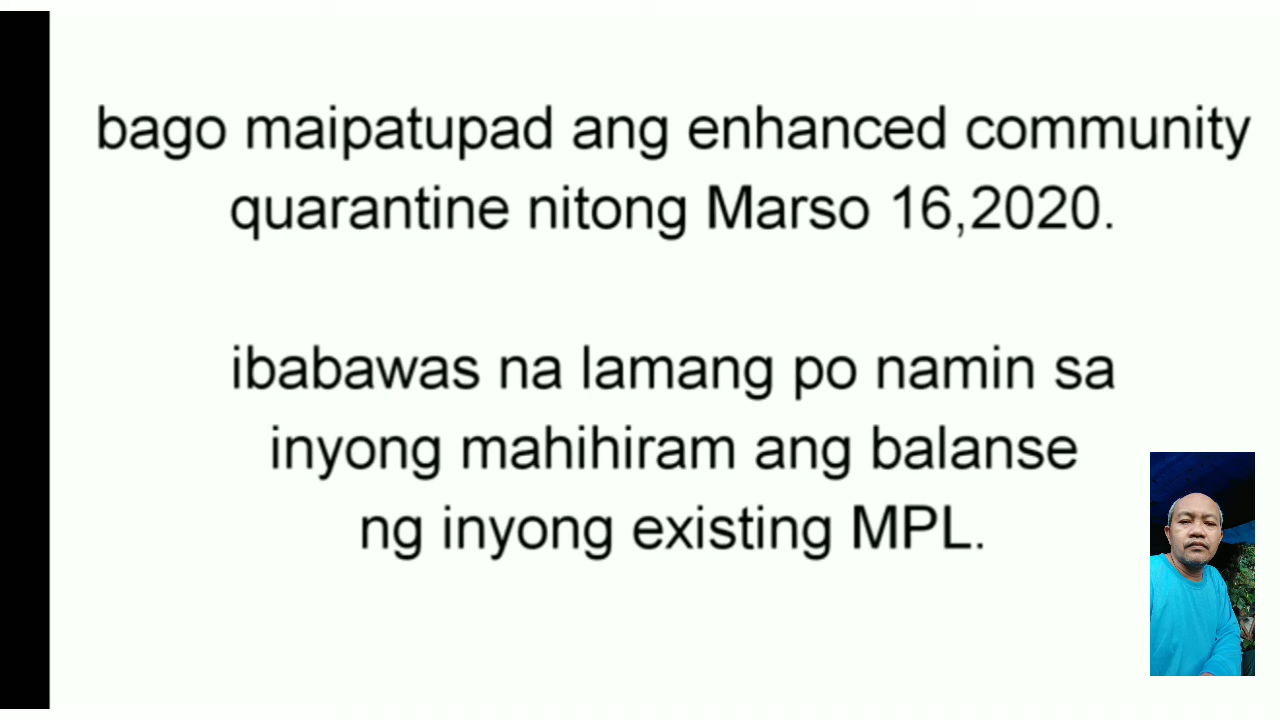 bago maipatupad ang enhanced community
quarantine nitong Marso 16,2020.
ibabawas na lamang po namin sa
inyong mahihiram ang balanse
ng inyong existing MPL.